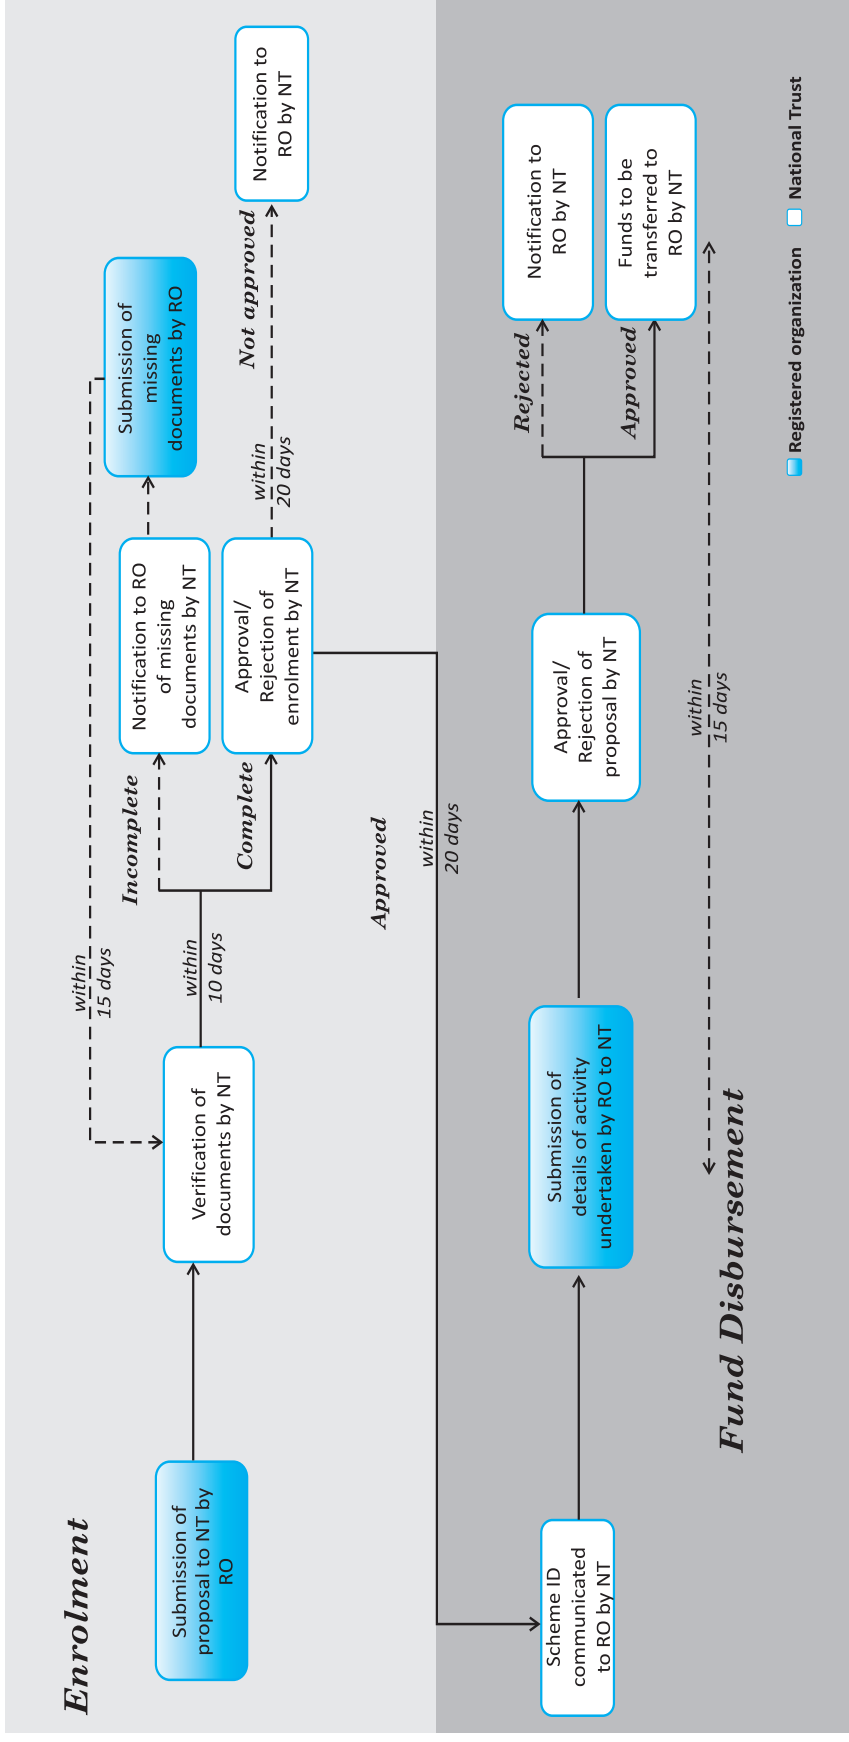 Enrolment
Submission of
proposal to NT by
RO
Verification of
documents by NT
within
15 days
within
10 days
Incomplete
Complete
Notification to RO
of missing
documents by NT
Approval/
Rejection of
enrolment by NT
Submission of
missing
documents by RO
within
20 days
Not approved
Notification to
RO by NT
Approved
within
20 days
Scheme ID
communicated
to RO by NT
Submission of
details of activity
undertaken by RO to NT
Approval/
Rejection of
proposal by NT
Rejected
Approved
Notification to
RO by NT
Funds to be
transferred to
RO by NT
within
15 days
Fund Disbursement
Registered organization
National Trust